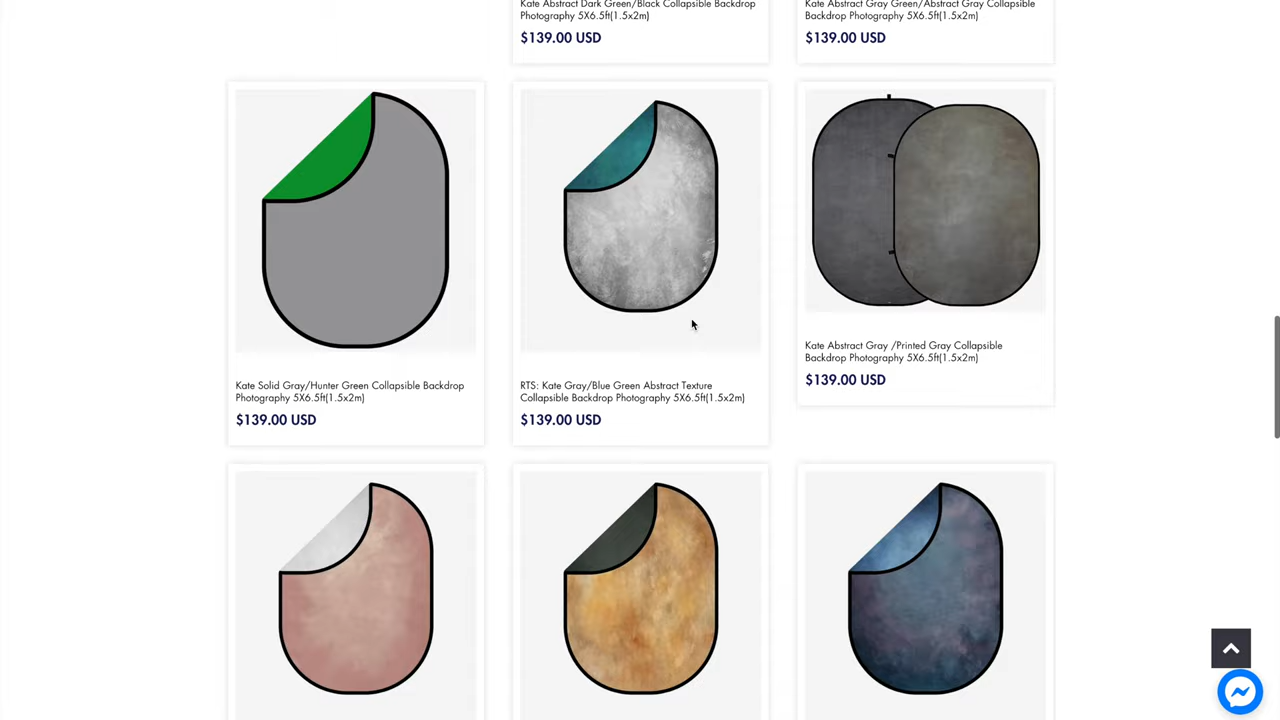 Kate Abstract Dark Green/Black Collapsible Backdrop
Photography 5X6.5ft(1.5x2m)
$139.00 USD
Kate Abstract Gray Green/Abstract Gray Collapsible
Backdrop Photography 5X6.5ft(1.5x2m)
$139.00 USD
Kate Solid Gray/Hunter Green Collapsible Backdrop
Photography 5X6.5ft(1.5x2m)
$139.00 USD
RTS: Kate Gray/Blue Green Abstract Texture
Collapsible Backdrop Photography 5X6.5ft(1.5x2m)
$139.00 USD
Kate Abstract Gray /Printed Gray Collapsible
Backdrop Photography 5X6.5ft(1.5x2m)
$139.00 USD